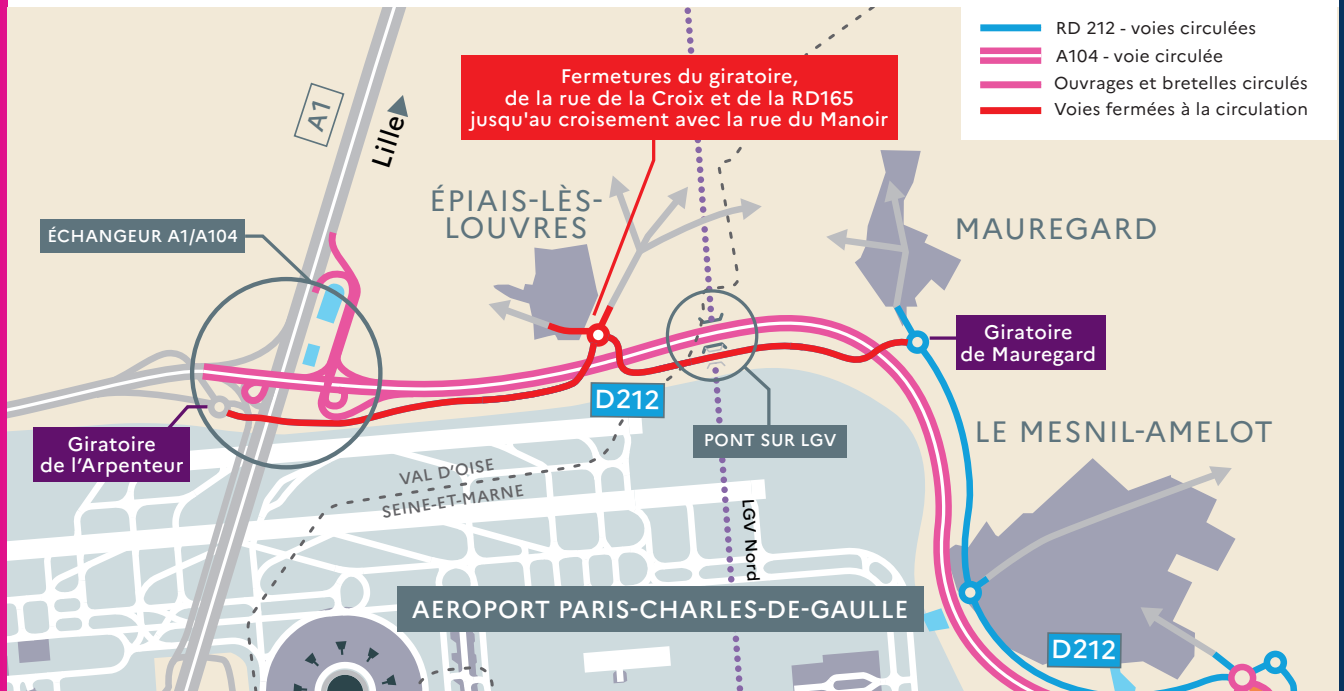 RD 212 - voies circulées
A104 - voie circulée
Ouvrages et bretelles circulés
Voies fermées à la circulation
Fermetures du giratoire,
de la rue de la Croix et de la RD165
jusqu'au croisement avec la rue du Manoir
A1
Lille
ÉPIAIS-LÈS-
LOUVRES
MAUREGARD
ÉCHANGEUR A1/A104
Giratoire
de Mauregard
D212
Giratoire
de l'Arpenteur
PONT SUR LGV
LE MESNIL-AMELOT
VAL D'OISE
SEINE-ET-MARNE
LGV Nord
AEROPORT PARIS-CHARLES-DE-GAULLE
D212